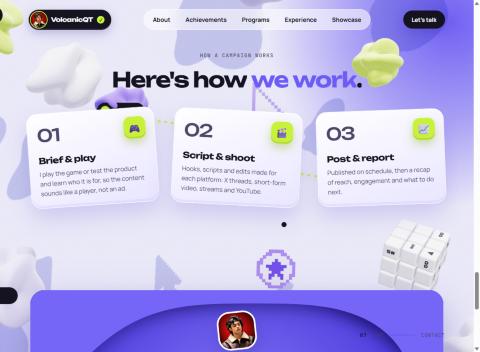 VolcanicQT
About
Achievements
Programs
Experience
Showcase
Let's talk
HOW A CAMPAIGN WORKS
Here's how we work.
01
Brief & play
I play the game or test the product
and learn who it is for, so the content
sounds like a player, not an ad.
02
Script & shoot
Hooks, scripts and edits made for
each platform: X threads, short-form
video, streams and YouTube.
03
Post & report
Published on schedule, then a recap
of reach, engagement and what to do
next.
07
CONTACT